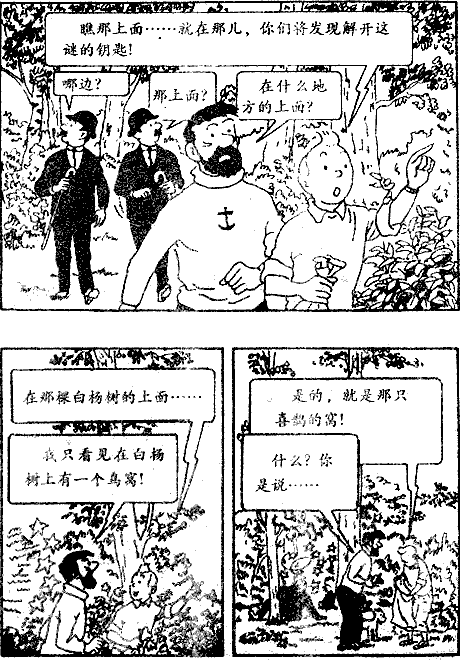 瞧那上面……就在那儿，你们将发现解开这
谜的钥匙！
哪边？
那上面？
在什么地
方的上面？
在那棵白杨树的上面……
我只看见在白杨
树上有一个鸟窝！
是的，就是那只
喜鹊的窝！
什么？你
是说……